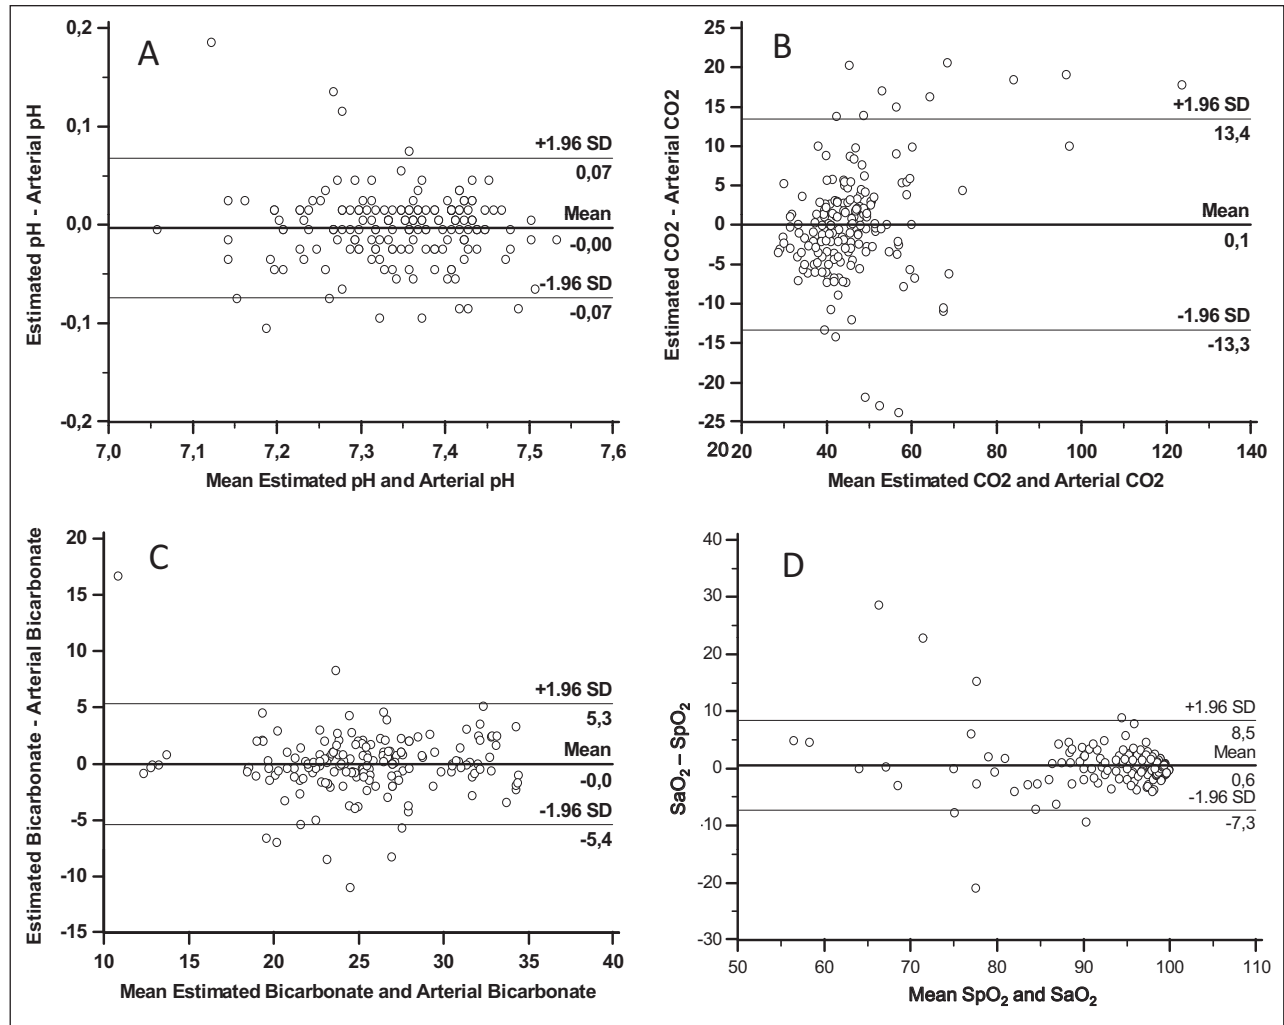 A
Estimated pH - Arterial pH
0,2
0,1
0,0
-0,1
-0,2
+1.96 SD
0,07
Mean
-0,00
-1.96 SD
-0,07
7,0 7,1 7,2 7,3 7,4 7,5 7,6
Mean Estimated pH and Arterial pH
B
Estimated CO2 - Arterial CO2
25
20
15
10
5
0
-5
-10
-15
-20
-25
+1.96 SD
13,4
Mean
0,1
-1.96 SD
-13,3
20 20 40 60 80 100 120 140
Mean Estimated CO2 and Arterial CO2
C
Estimated Bicarbonate - Arterial Bicarbonate
20
15
10
5
0
-5
-10
-15
+1.96 SD
5,3
Mean
-0,0
-1.96 SD
-5,4
10 20 25 30 40
Mean Estimated Bicarbonate and Arterial Bicarbonate
D
SaO₂ – SpO₂
40
30
20
10
0
-10
-20
-30
+1.96 SD
8,5
Mean
0,6
-1.96 SD
-7,3
50 60 70 80 90 100 110
Mean SpO₂ and SaO₂